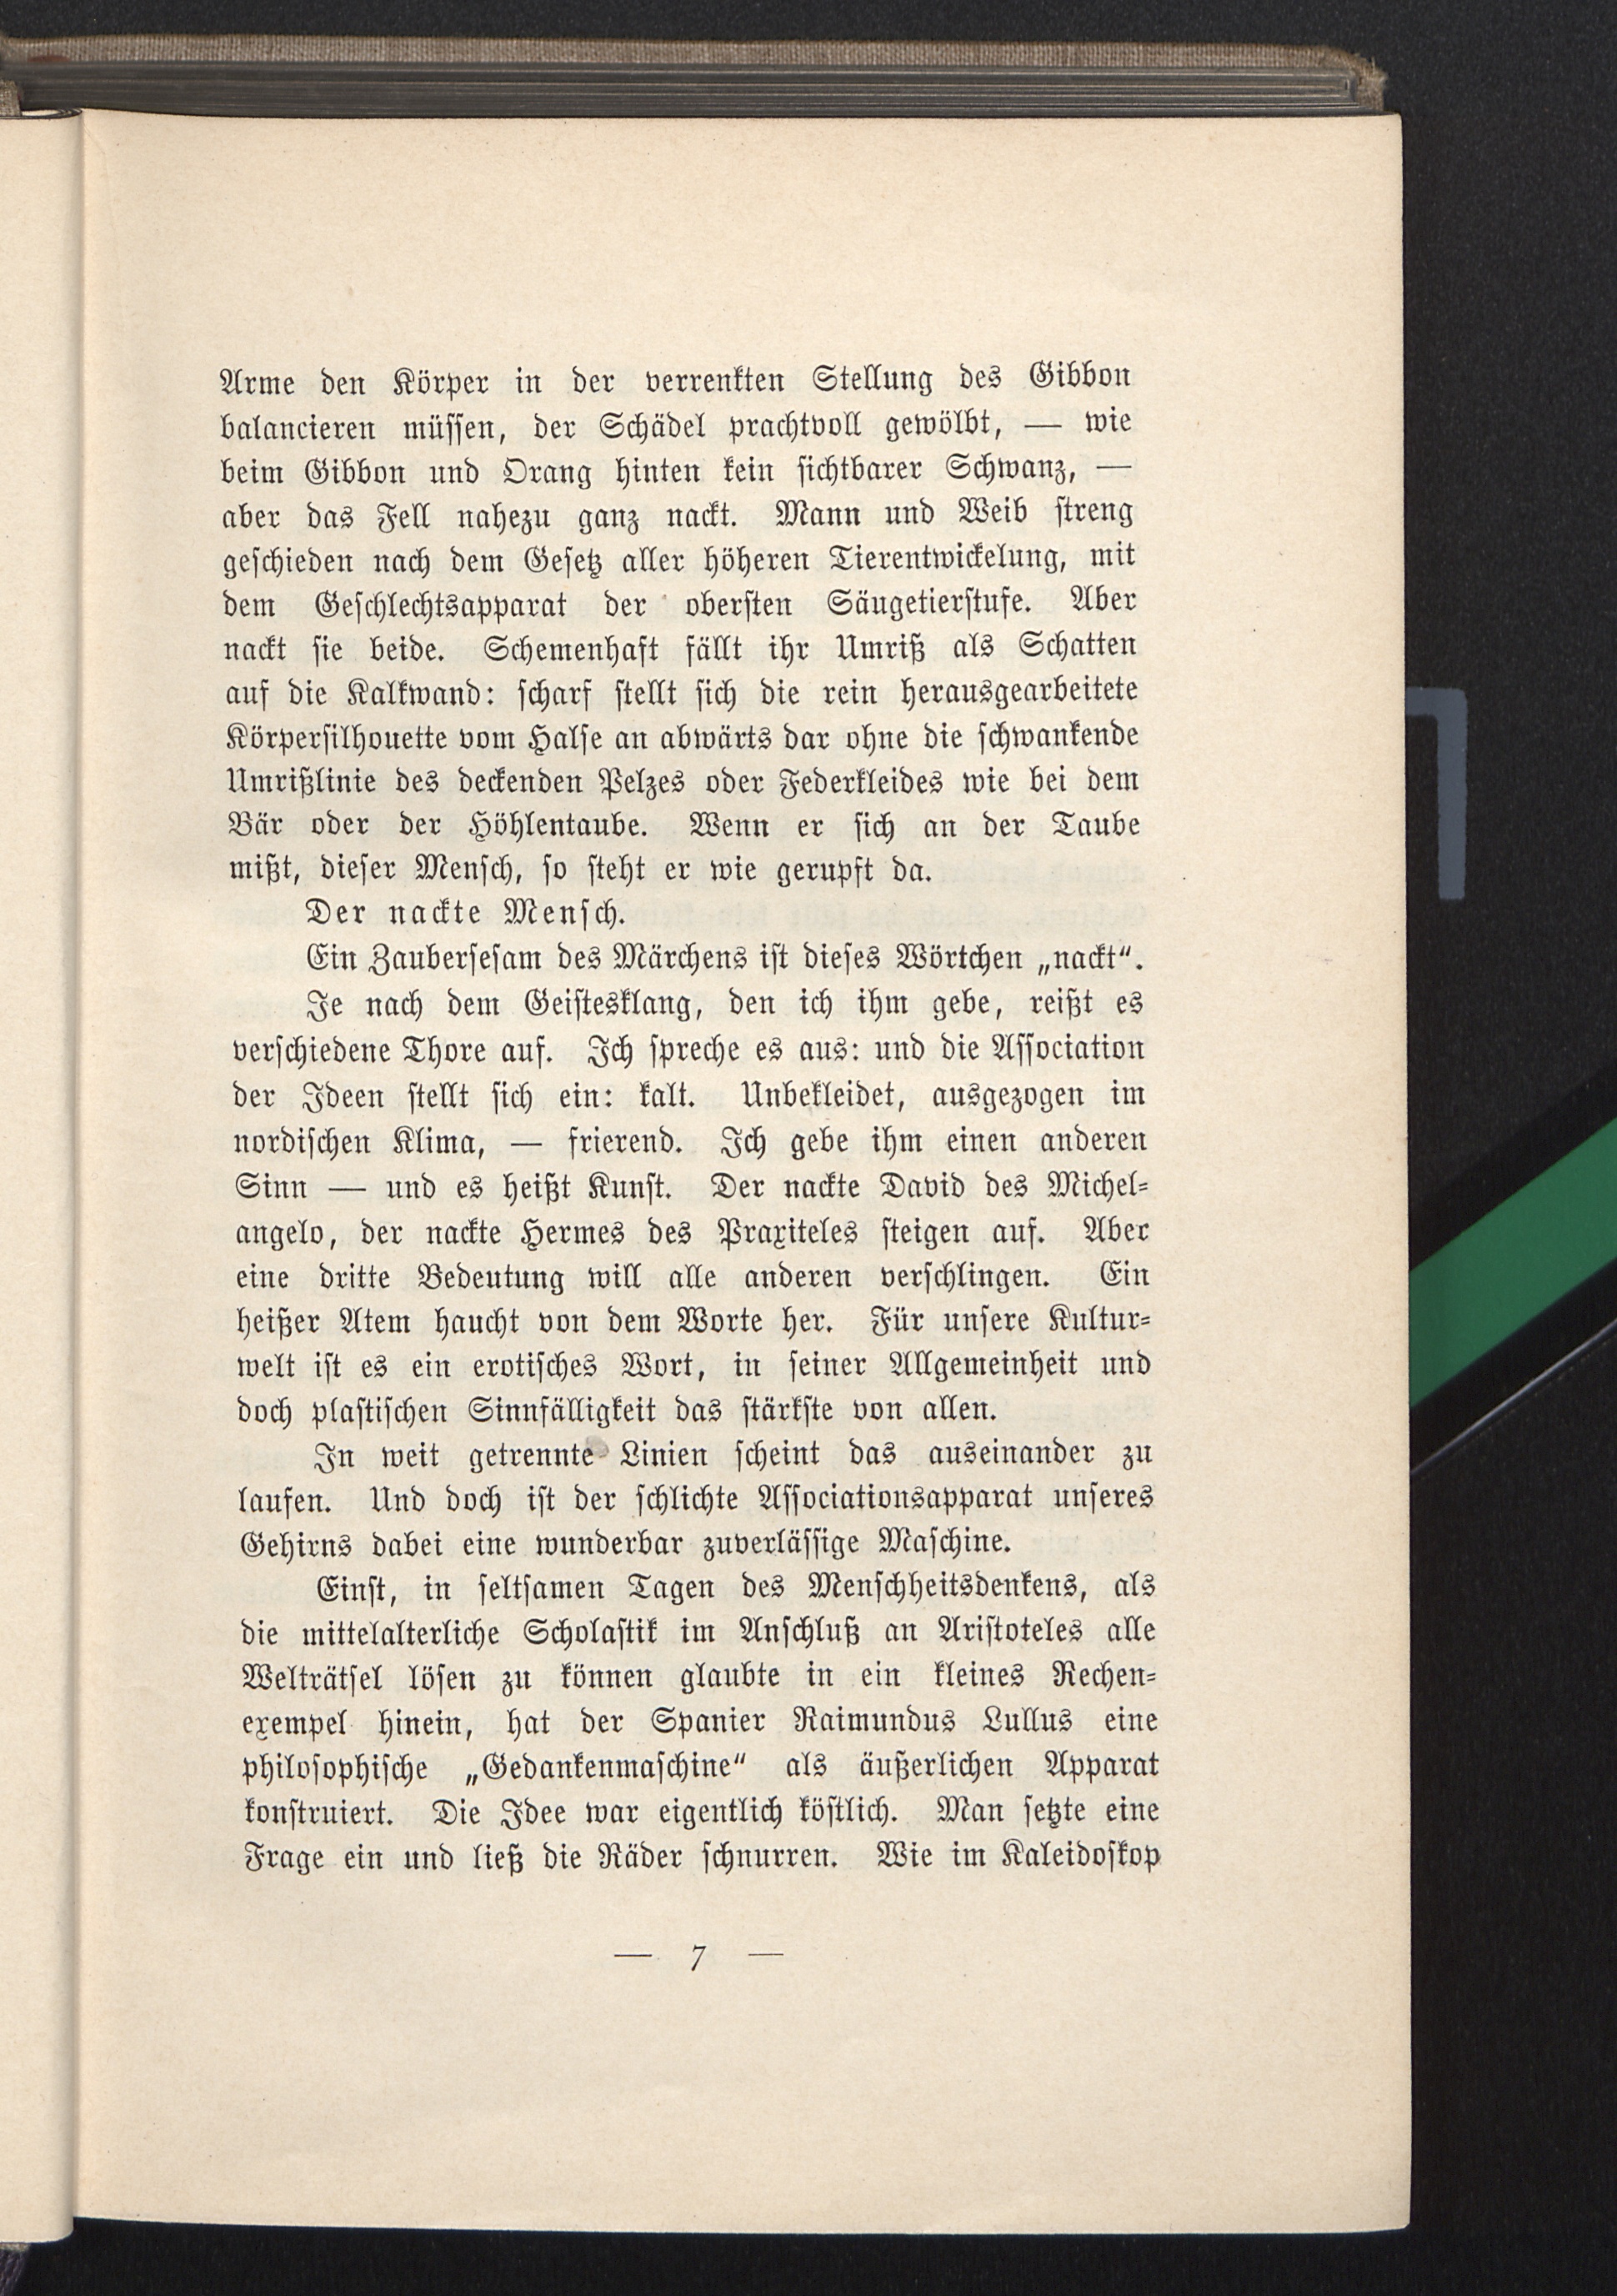 Arme den Körper in der verrenkten Stellung des Gibbon
balancieren müssen, der Schädel prachtvoll gewölbt, — wie
beim Gibbon und Orang hinten kein sichtbarer Schwanz, —
aber das Fell nahezu ganz nackt. Mann und Weib streng
geschieden nach dem Gesetz aller höheren Tierentwickelung, mit
dem Geschlechtsapparat der obersten Säugetierstufe. Aber
nackt sie beide. Schemenhaft fällt ihr Umriß als Schatten
auf die Kalkwand: scharf stellt sich die rein herausgearbeitete
Körpersilhouette vom Halse an abwärts dar ohne die schwankende
Umrißlinie des deckenden Pelzes oder Federkleides wie bei dem
Bär oder der Höhlentaube. Wenn er sich an der Taube
mißt, dieser Mensch, so steht er wie gerupft da.
Der nackte Mensch.
Ein Zaubersesam des Märchens ist dieses Wörtchen „nackt“.
Je nach dem Geistesklang, den ich ihm gebe, reißt es
verschiedene Thore auf. Ich spreche es aus: und die Association
der Ideen stellt sich ein: kalt. Unbekleidet, ausgezogen im
nordischen Klima, — frierend. Ich gebe ihm einen anderen
Sinn — und es heißt Kunst. Der nackte David des Michel-
angelo, der nackte Hermes des Praxiteles steigen auf. Aber
eine dritte Bedeutung will alle anderen verschlingen. Ein
heißer Atem haucht von dem Worte her. Für unsere Kultur-
welt ist es ein erotisches Wort, in seiner Allgemeinheit und
doch plastischen Sinnfälligkeit das stärkste von allen.
In weit getrennte Linien scheint das auseinander zu
laufen. Und doch ist der schlichte Associationsapparat unseres
Gehirns dabei eine wunderbar zuverlässige Maschine.
Einst, in seltsamen Tagen des Menschheitsdenkens, als
die mittelalterliche Scholastik im Anschluß an Aristoteles alle
Welträtsel lösen zu können glaubte in ein kleines Rechen-
exempel hinein, hat der Spanier Raimundus Lullus eine
philosophische „Gedankenmaschine“ als äußerlichen Apparat
konstruiert. Die Idee war eigentlich köstlich. Man setzte eine
Frage ein und ließ die Räder schnurren. Wie im Kaleidoskop
— 7 —